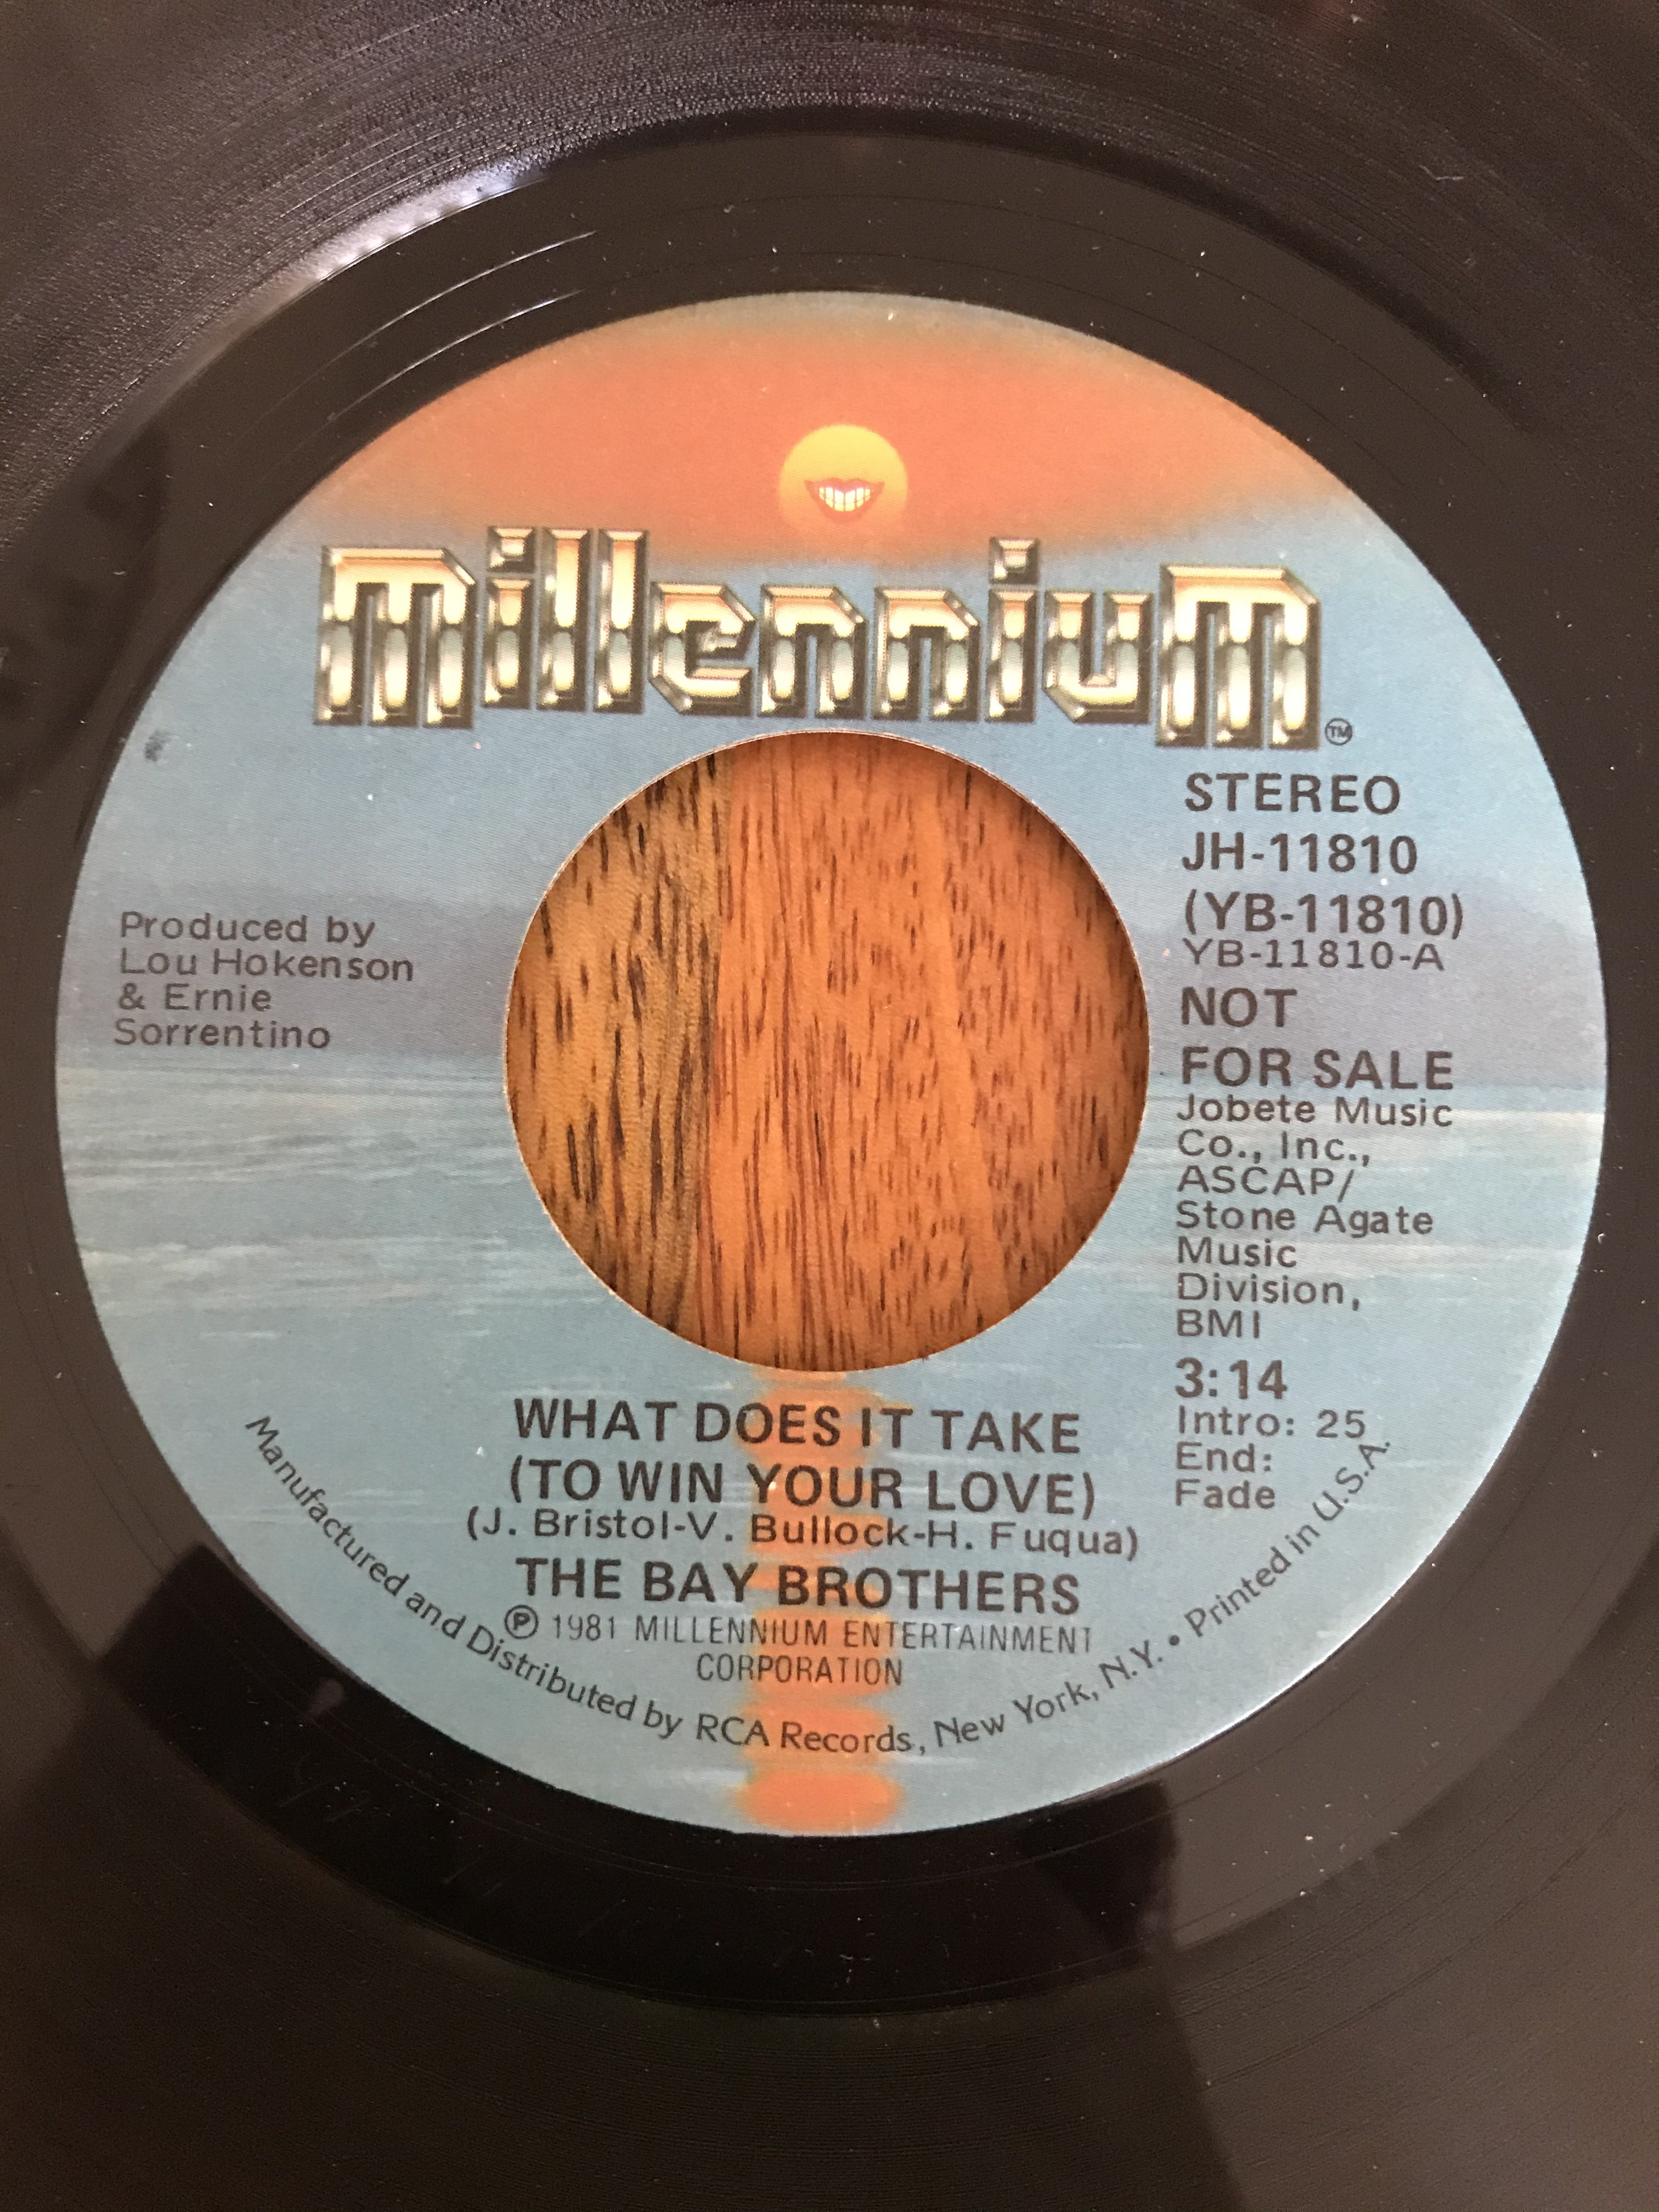 millennium
TM
STEREO
JH-11810
(YB-11810)
YB-11810-A
NOT
FOR SALE
Jobete Music
Co., Inc.,
ASCAP/
Stone Agate
Music
Division,
BMI
3:14
Intro: 25
End:
Fade
Produced by
Lou Hokenson
& Ernie
Sorrentino
WHAT DOES IT TAKE
(TO WIN YOUR LOVE)
(J. Bristol-V. Bullock-H. Fuqua)
THE BAY BROTHERS
℗ 1981 MILLENNIUM ENTERTAINMENT
CORPORATION
Manufactured and Distributed by RCA Records, New York, N.Y. • Printed in U.S.A.